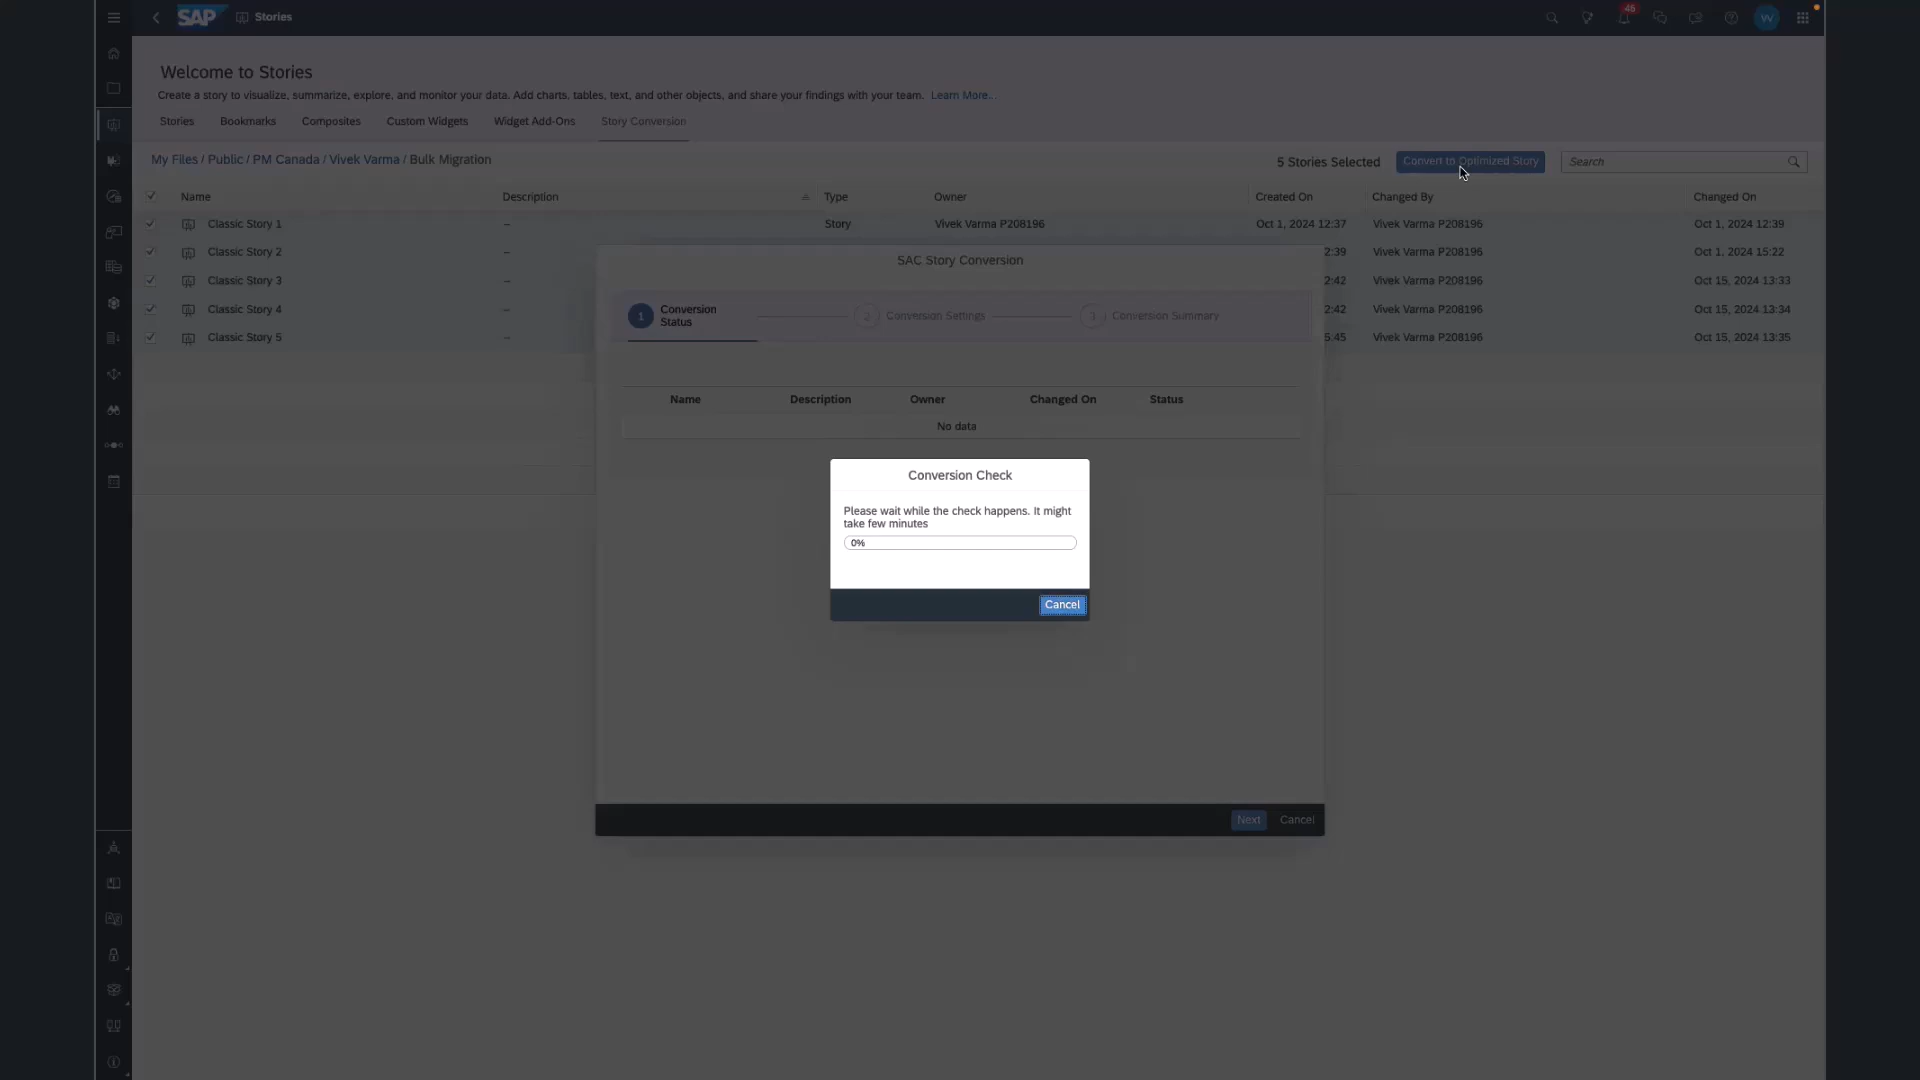 SAP Stories 45 W
Welcome to Stories
Create a story to visualize, summarize, explore, and monitor your data. Add charts, tables, text, and other objects, and share your findings with your team. Learn More...
Stories Bookmarks Composites Custom Widgets Widget Add-Ons Story Conversion
My Files / Public / PM Canada / Vivek Varma / Bulk Migration 5 Stories Selected Convert to Optimized Story Search
Name Description Type Owner Created On Changed By Changed On
Classic Story 1 – Story Vivek Varma P208196 Oct 1, 2024 12:37 Vivek Varma P208196 Oct 1, 2024 12:39
Classic Story 2 – 2:39 Vivek Varma P208196 Oct 1, 2024 15:22
Classic Story 3 – 2:42 Vivek Varma P208196 Oct 15, 2024 13:33
Classic Story 4 – 2:42 Vivek Varma P208196 Oct 15, 2024 13:34
Classic Story 5 – 5:45 Vivek Varma P208196 Oct 15, 2024 13:35
SAC Story Conversion
1 Conversion Status 2 Conversion Settings 3 Conversion Summary
Name Description Owner Changed On Status
No data
Conversion Check
Please wait while the check happens. It might
take few minutes
0%
Cancel
Next Cancel